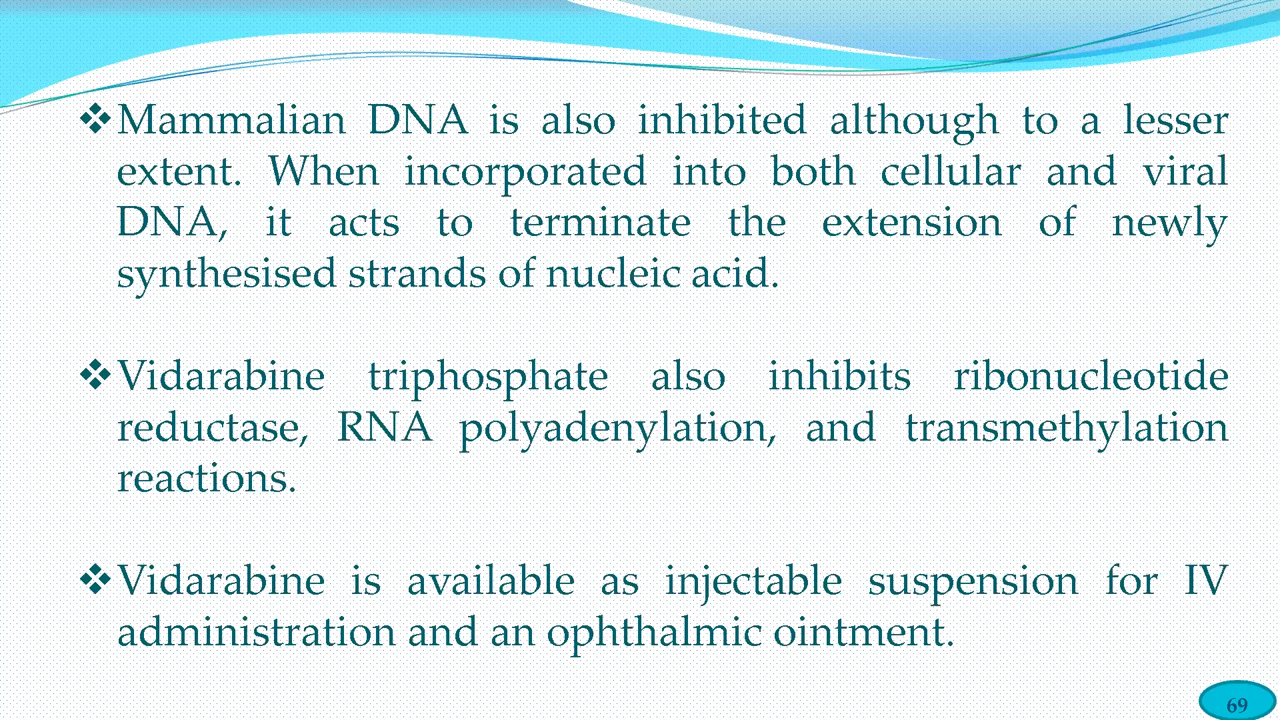 ❖Mammalian DNA is also inhibited although to a lesser
extent. When incorporated into both cellular and viral
DNA, it acts to terminate the extension of newly
synthesised strands of nucleic acid.
❖Vidarabine triphosphate also inhibits ribonucleotide
reductase, RNA polyadenylation, and transmethylation
reactions.
❖Vidarabine is available as injectable suspension for IV
administration and an ophthalmic ointment.
69